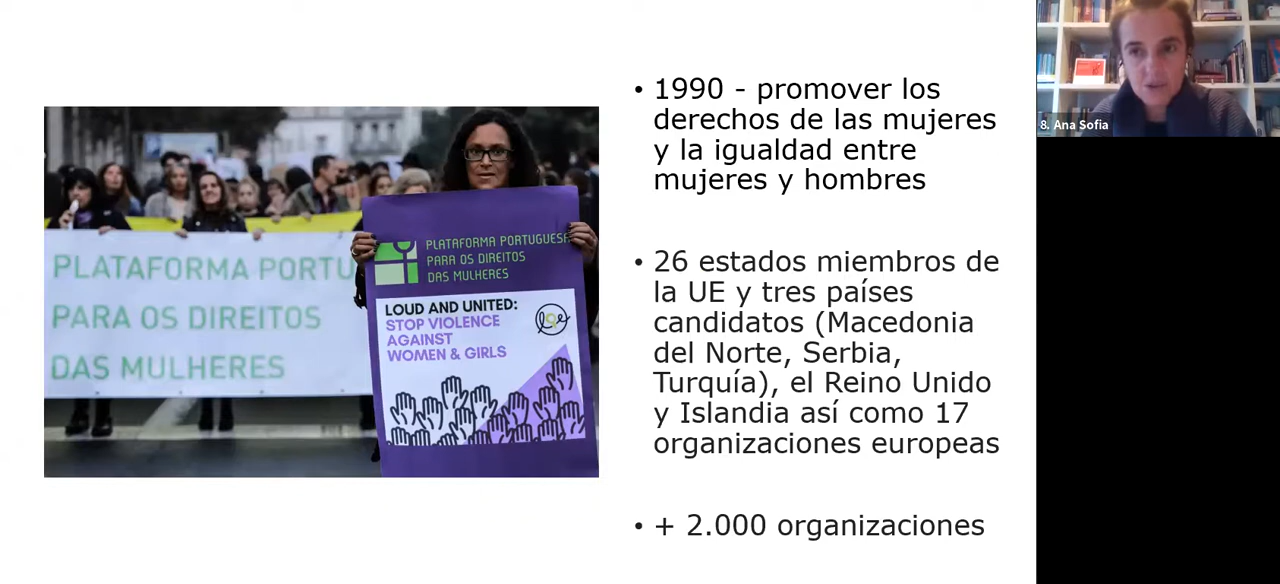 PLATAFORMA PORTU
PARA OS DIREITOS
DAS MULHERES
PLATAFORMA PORTUGUESA
PARA OS DIREITOS
DAS MULHERES
LOUD AND UNITED:
STOP VIOLENCE
AGAINST
WOMEN & GIRLS
• 1990 - promover los
derechos de las mujeres
y la igualdad entre
mujeres y hombres
• 26 estados miembros de
la UE y tres países
candidatos (Macedonia
del Norte, Serbia,
Turquía), el Reino Unido
y Islandia así como 17
organizaciones europeas
• + 2.000 organizaciones
8. Ana Sofia